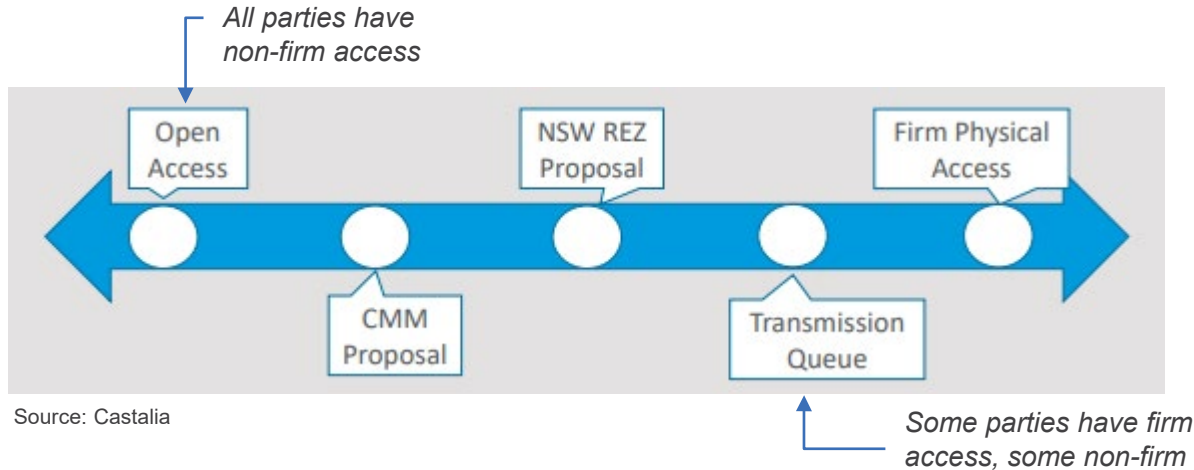 All parties have
non-firm access
Open
Access
NSW REZ
Proposal
Firm Physical
Access
CMM
Proposal
Transmission
Queue
Source: Castalia
Some parties have firm
access, some non-firm